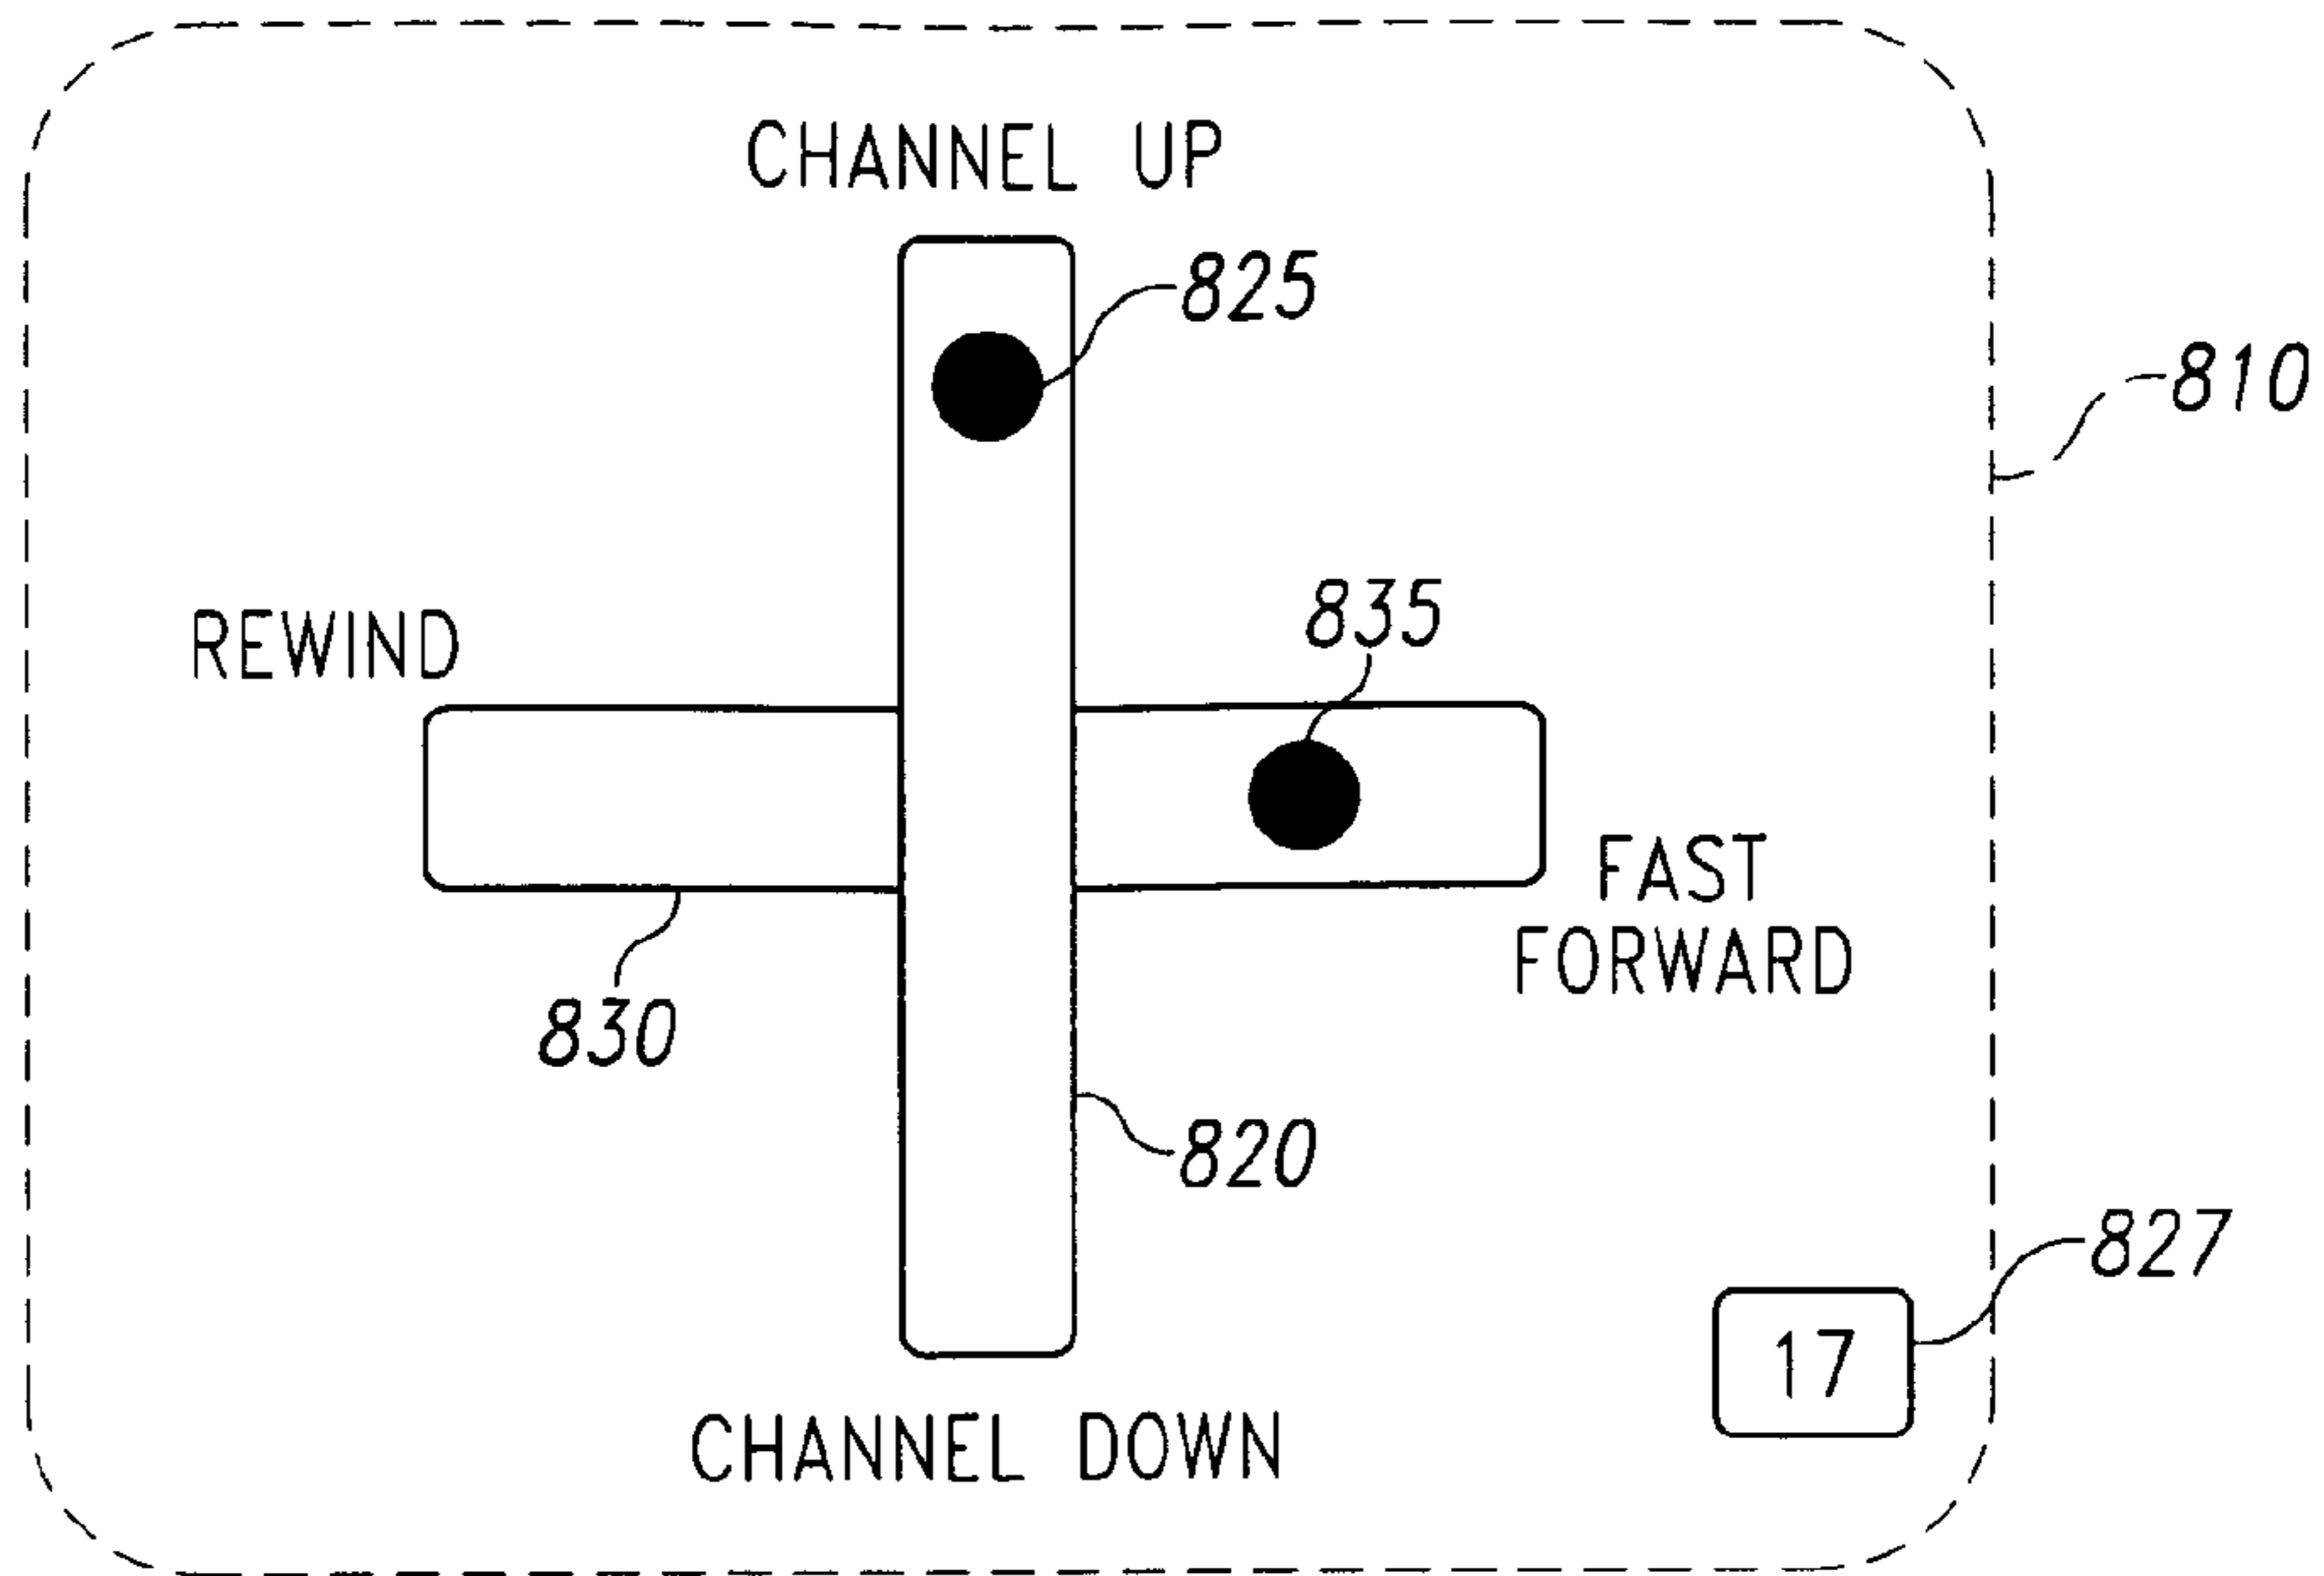 CHANNEL UP
825
810
835
REWIND
FAST
FORWARD
830
820
827
17
CHANNEL DOWN